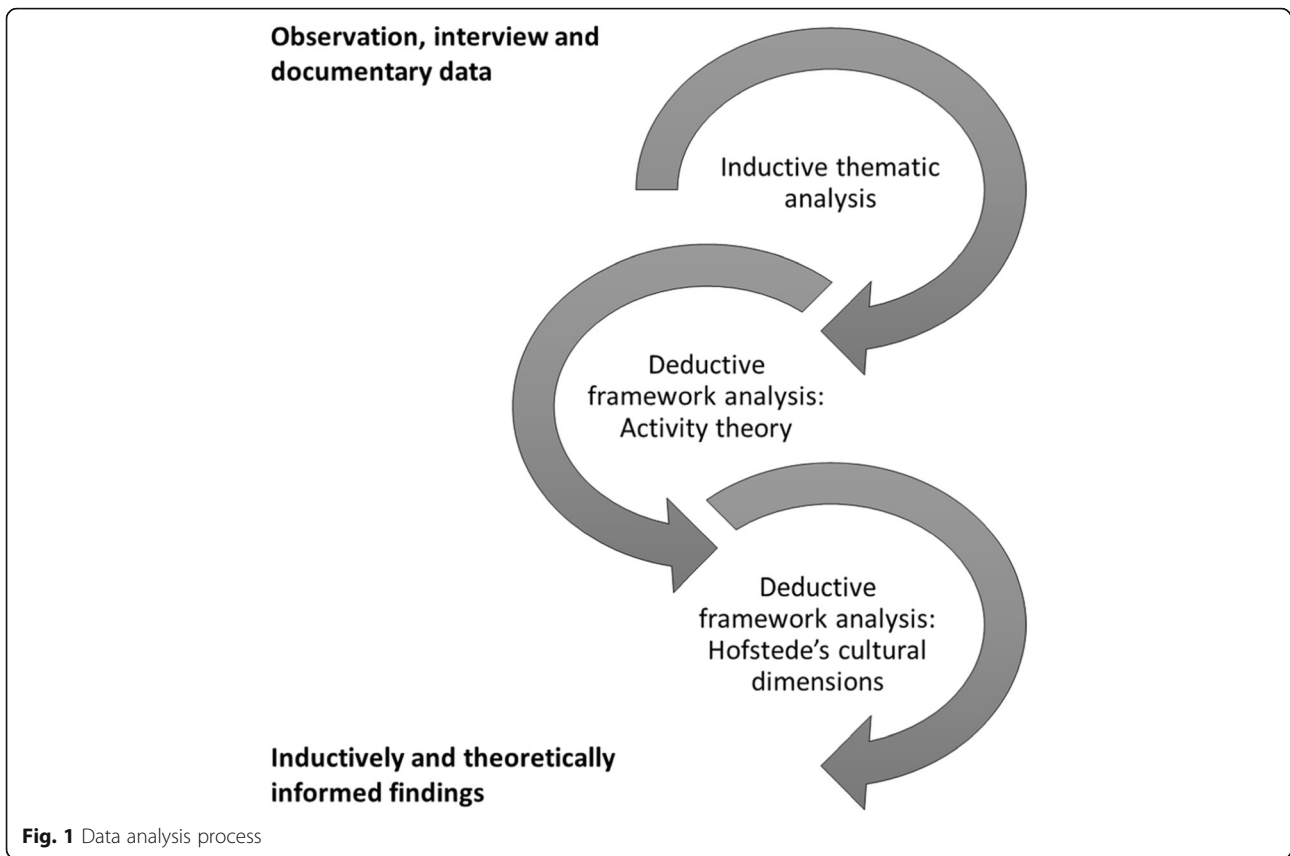 Observation, interview and
documentary data
Inductive thematic
analysis
Deductive
framework analysis:
Activity theory
Deductive
framework analysis:
Hofstede’s cultural
dimensions
Inductively and theoretically
informed findings
Fig. 1 Data analysis process